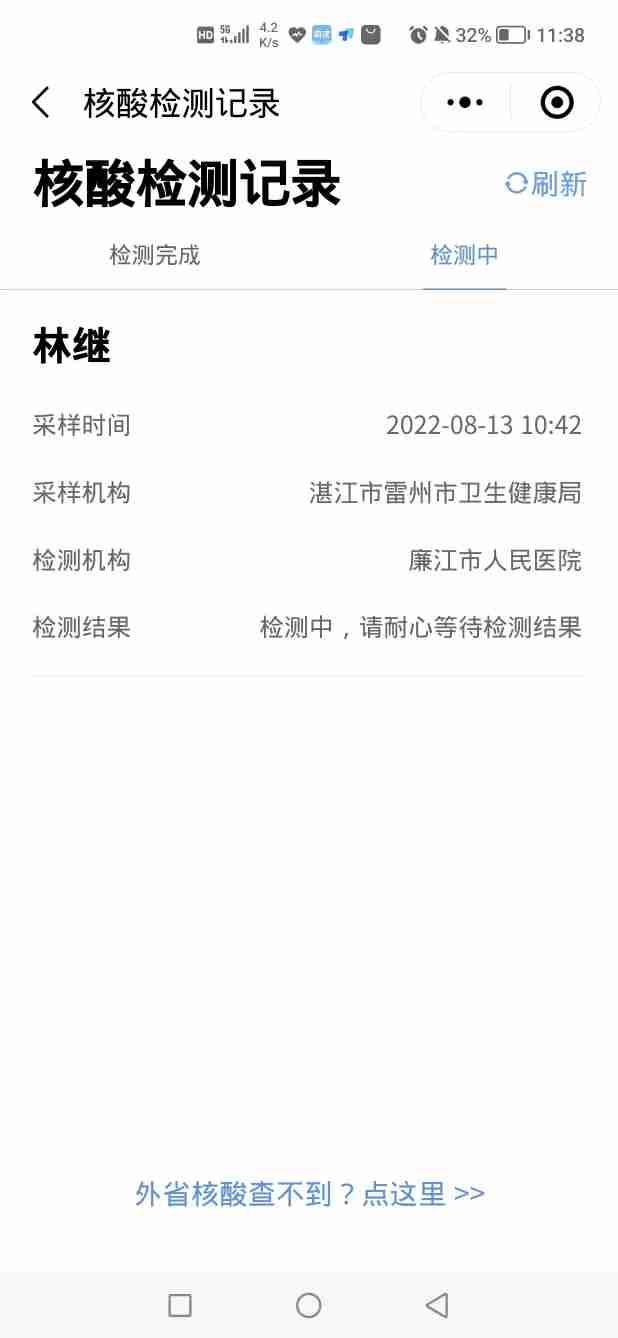 HD 5G 4.2 K/s 32% 11:38
核酸检测记录
核酸检测记录 刷新
检测完成 检测中
林继
采样时间 2022-08-13 10:42
采样机构 湛江市雷州市卫生健康局
检测机构 廉江市人民医院
检测结果 检测中，请耐心等待检测结果
外省核酸查不到？点这里 >>